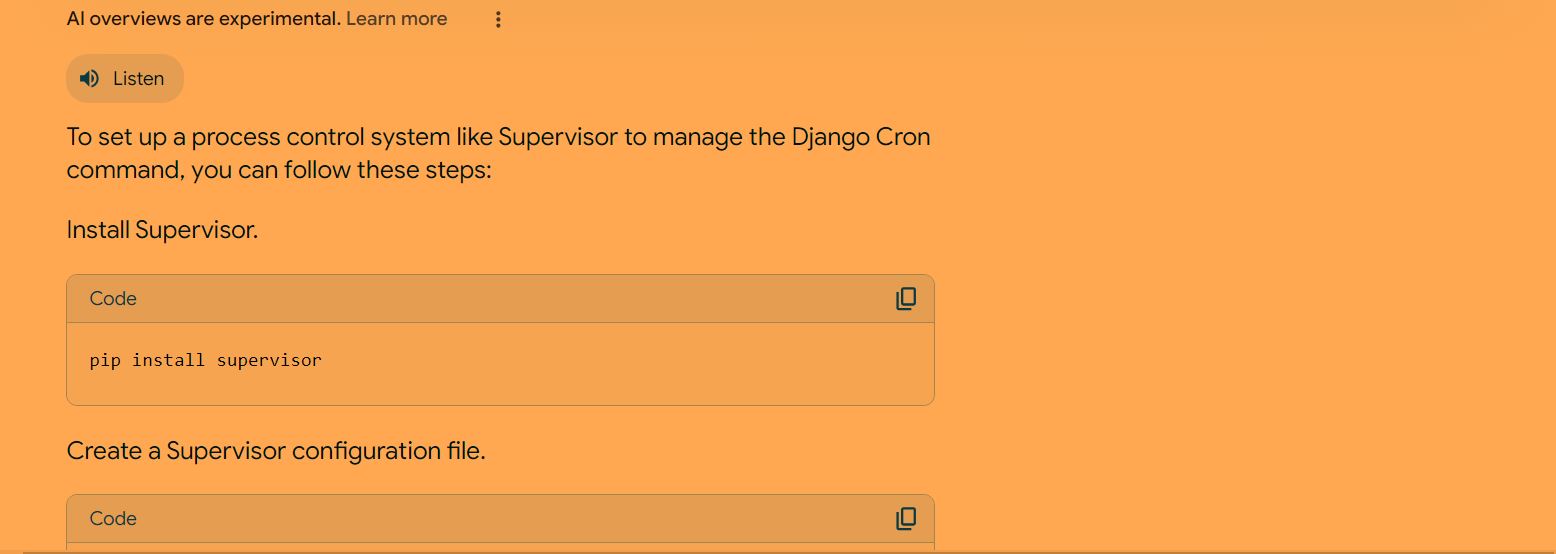 AI overviews are experimental. Learn more
Listen
To set up a process control system like Supervisor to manage the Django Cron
command, you can follow these steps:
Install Supervisor.
Code
pip install supervisor
Create a Supervisor configuration file.
Code